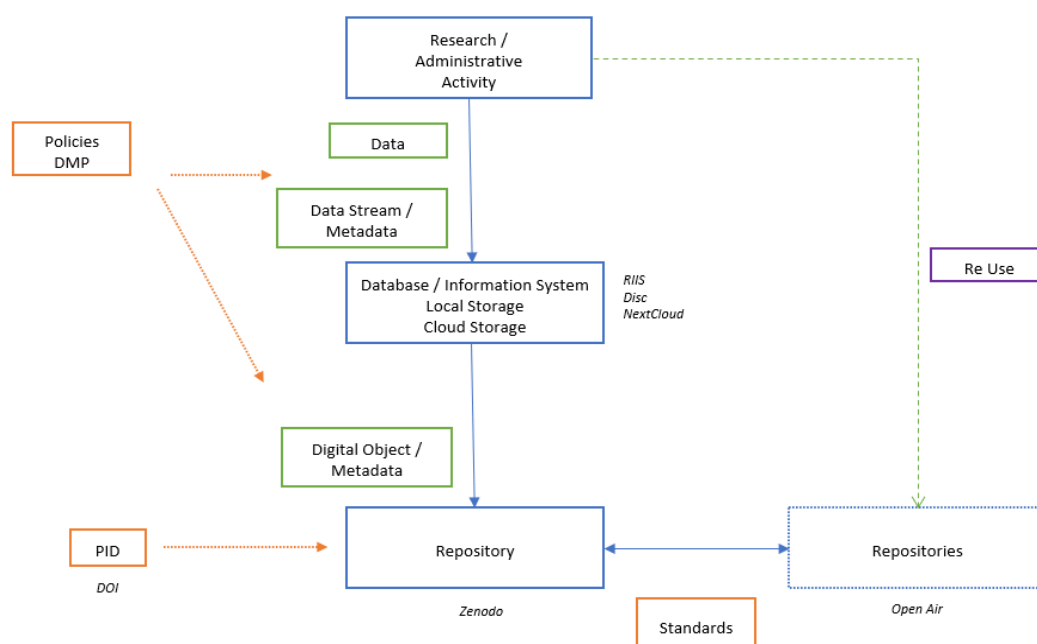 Research /
Administrative
Activity
Policies
DMP
Data
Data Stream /
Metadata
Re Use
Database / Information System
Local Storage
Cloud Storage
RIIS
Disc
NextCloud
Digital Object /
Metadata
PID
DOI
Repository
Zenodo
Repositories
Open Air
Standards